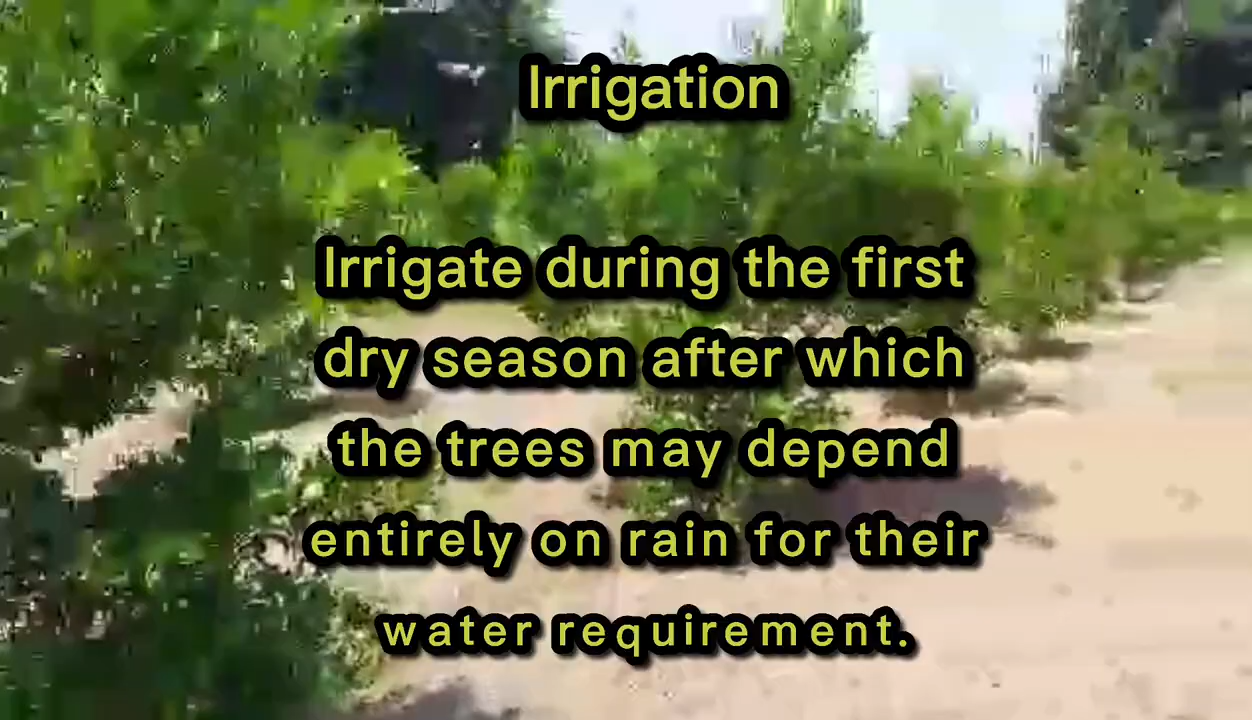 Irrigation
Irrigate during the first
dry season after which
the trees may depend
entirely on rain for their
water requirement.